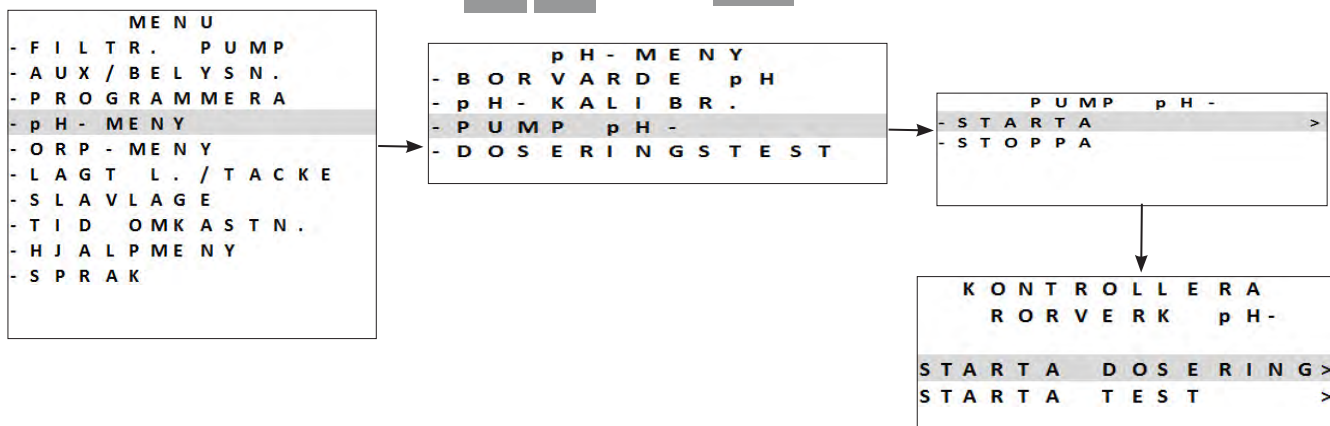 MENU
-FILTR. PUMP
-AUX/BELYSN.
-PROGRAMMERA
-pH-MENY
-ORP-MENY
-LAGT L./TACKE
-SLAVLAGE
-TID OMKASTN.
-HJALPMENY
-SPRAK
pH-MENY
-BORVARDE pH
-pH-KALIBR.
-PUMP pH-
-DOSERINGSTEST
PUMP pH-
-STARTA >
-STOPPA
KONTROLLERA
RORVERK pH-
STARTA DOSERING>
STARTA TEST >